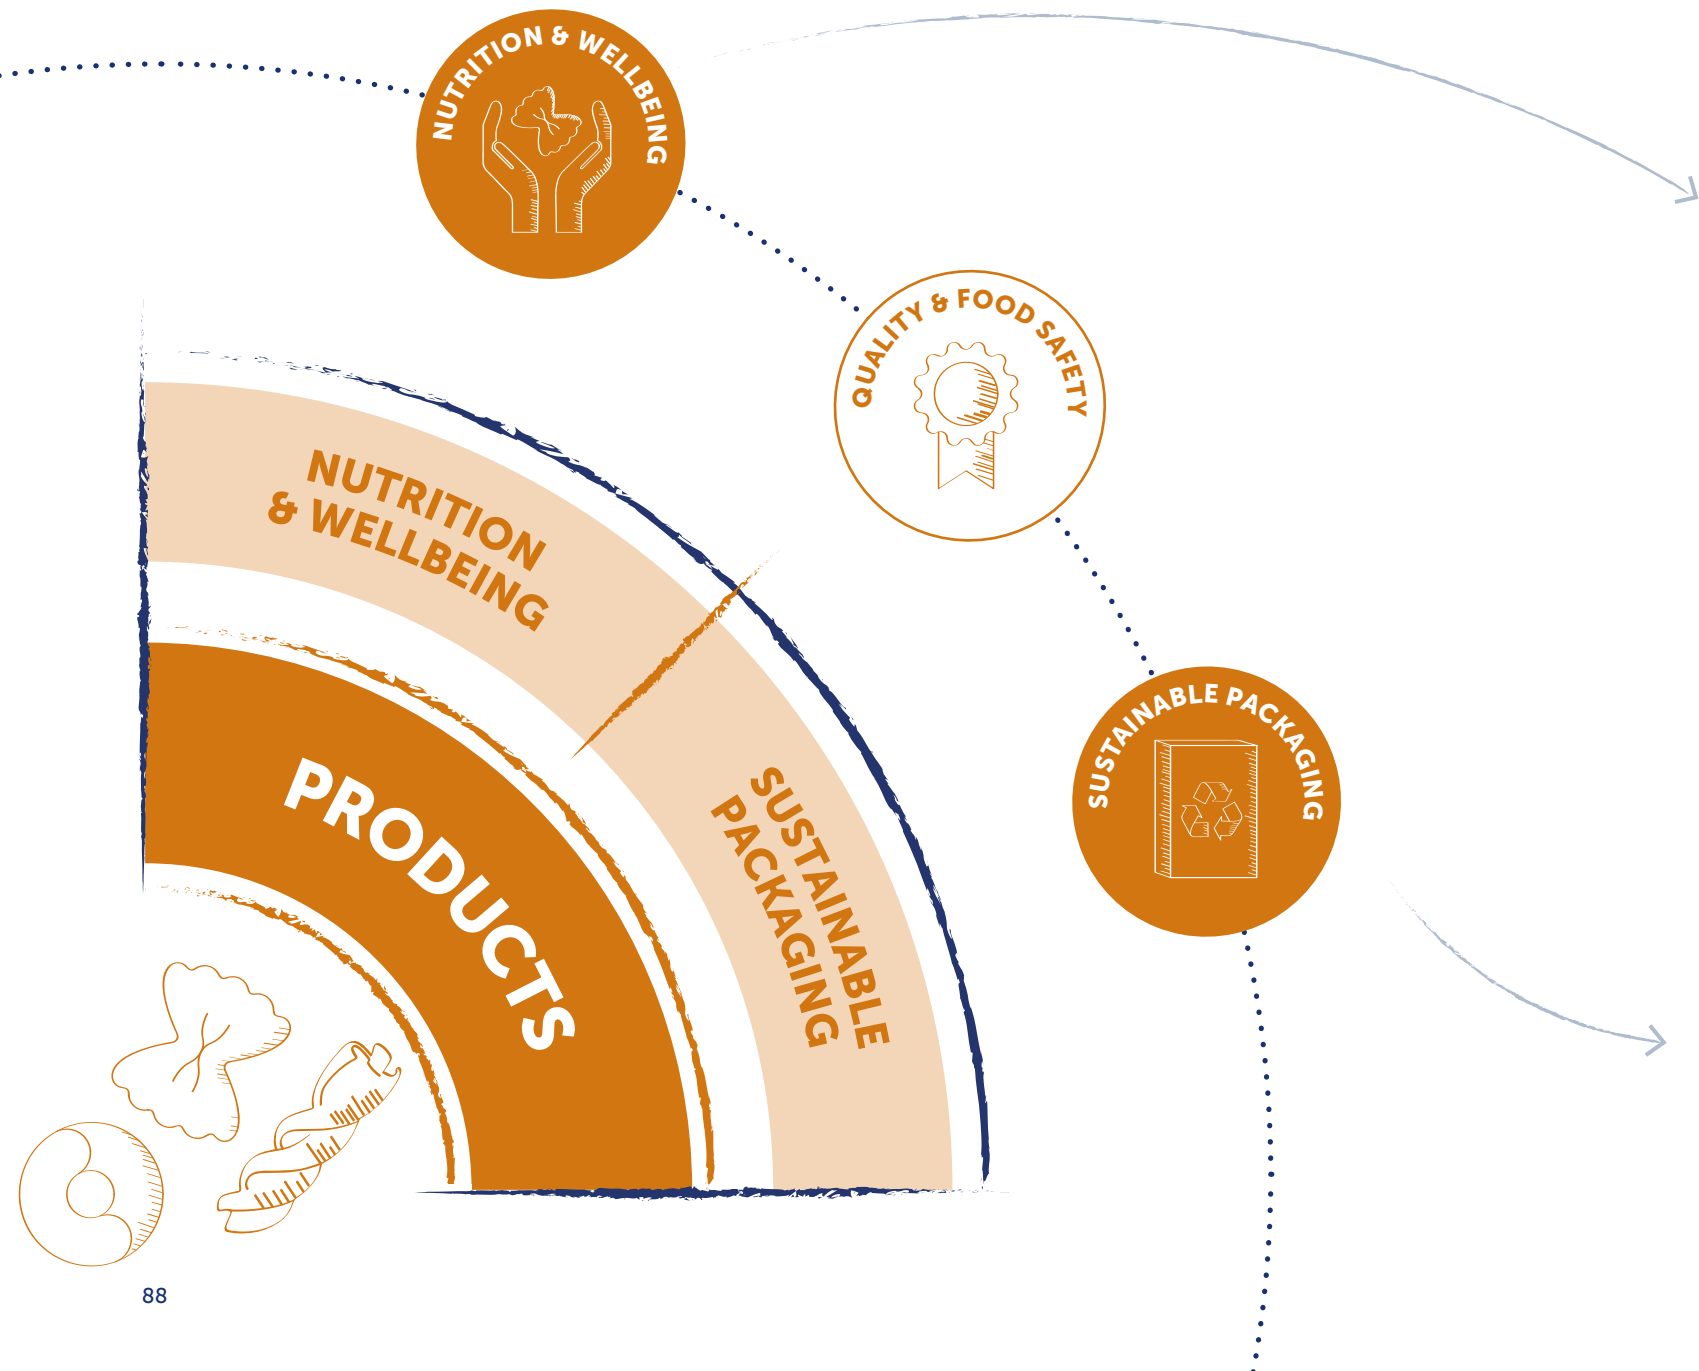 NUTRITION & WELLBEING
QUALITY & FOOD SAFETY
NUTRITION
& WELLBEING
SUSTAINABLE PACKAGING
PRODUCTS
SUSTAINABLE
PACKAGING
88